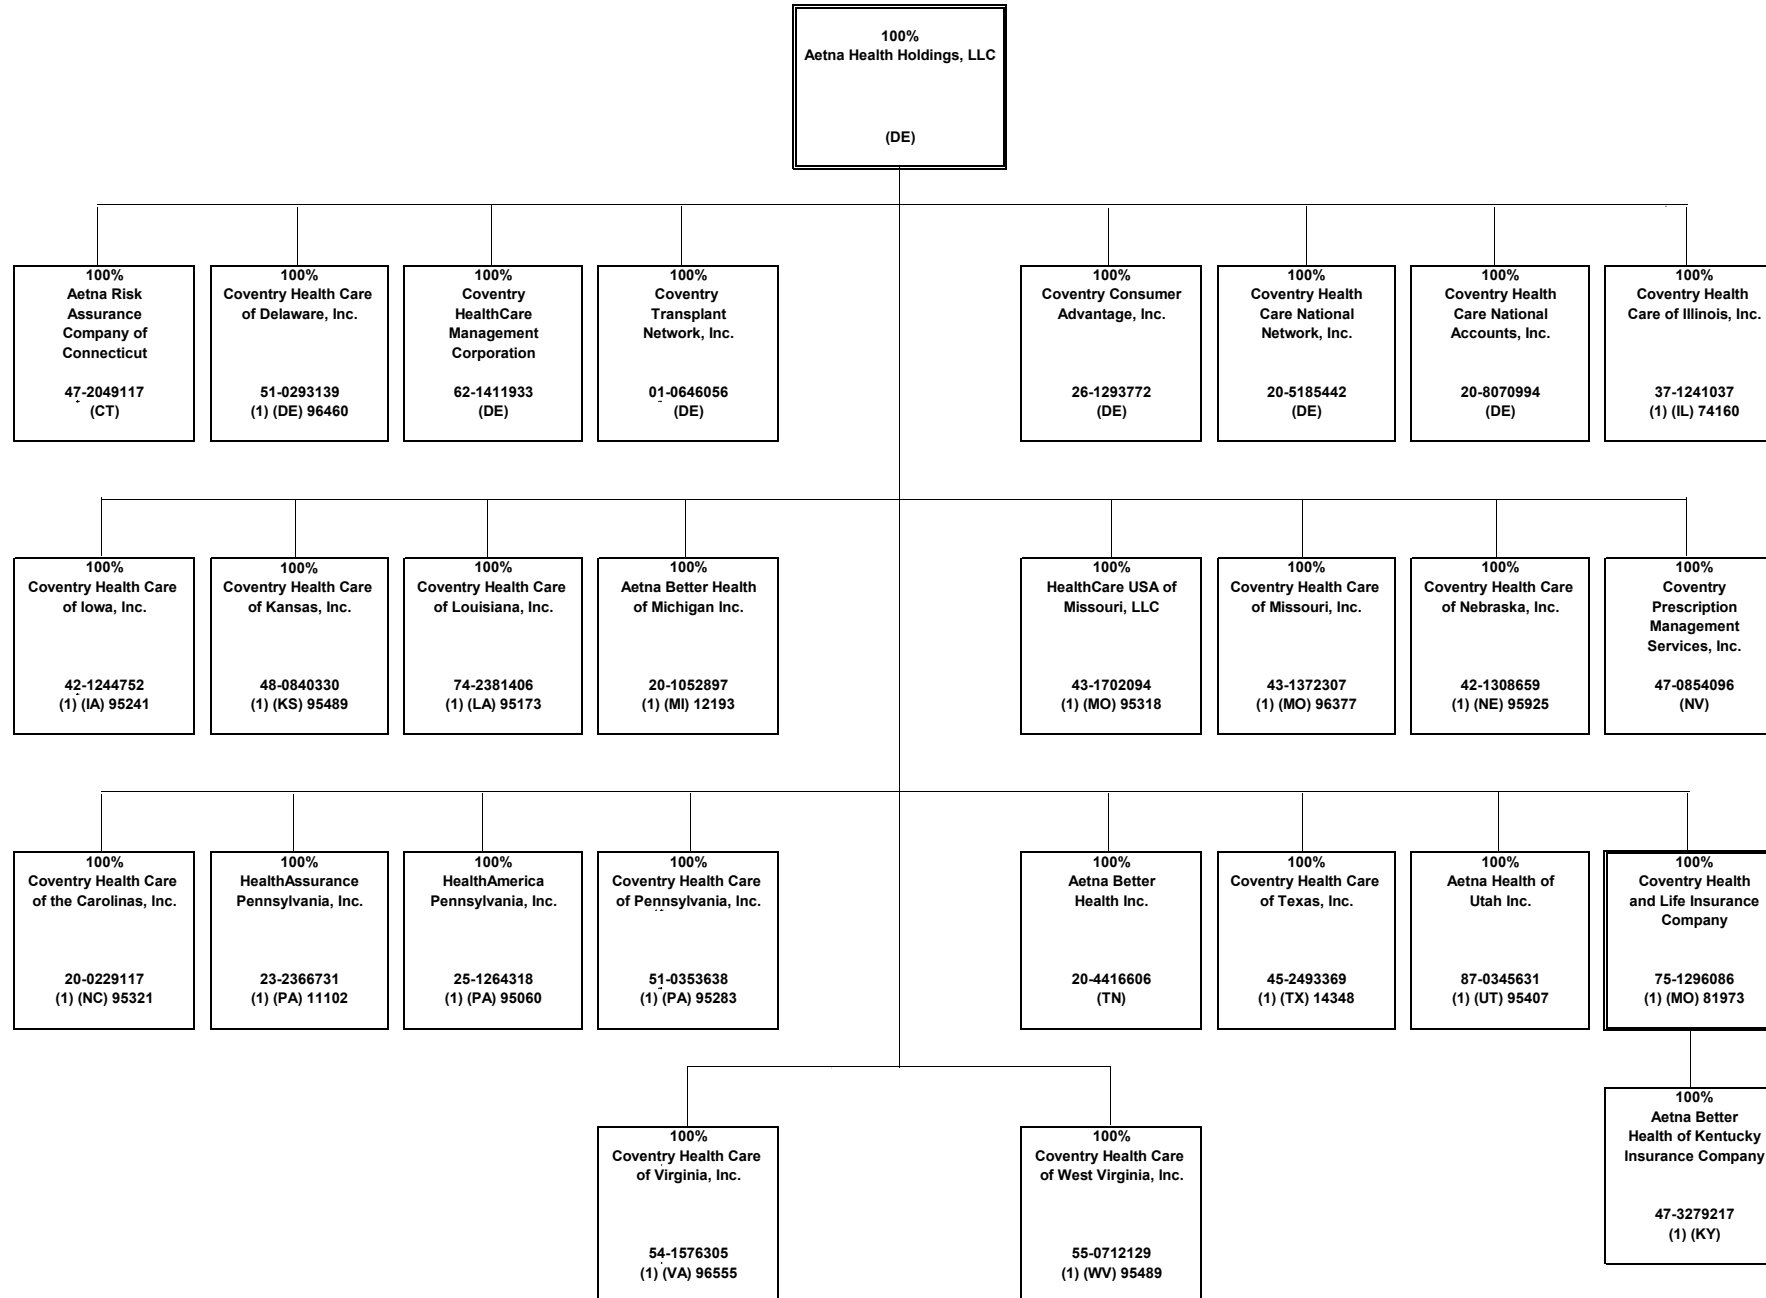 100%
Aetna Health Holdings, LLC
(DE)
100%
Aetna Risk
Assurance
Company of
Connecticut
47-2049117
(CT)
100%
Coventry Health Care
of Delaware, Inc.
51-0293139
(1) (DE) 96460
100%
Coventry
HealthCare
Management
Corporation
62-1411933
(DE)
100%
Coventry
Transplant
Network, Inc.
01-0646056
(DE)
100%
Coventry Consumer
Advantage, Inc.
26-1293772
(DE)
100%
Coventry Health
Care National
Network, Inc.
20-5185442
(DE)
100%
Coventry Health
Care National
Accounts, Inc.
20-8070994
(DE)
100%
Coventry Health
Care of Illinois, Inc.
37-1241037
(1) (IL) 74160
100%
Coventry Health Care
of Iowa, Inc.
42-1244752
(1) (IA) 95241
100%
Coventry Health Care
of Kansas, Inc.
48-0840330
(1) (KS) 95489
100%
Coventry Health Care
of Louisiana, Inc.
74-2381406
(1) (LA) 95173
100%
Aetna Better Health
of Michigan Inc.
20-1052897
(1) (MI) 12193
100%
HealthCare USA of
Missouri, LLC
43-1702094
(1) (MO) 95318
100%
Coventry Health Care
of Missouri, Inc.
43-1372307
(1) (MO) 96377
100%
Coventry Health Care
of Nebraska, Inc.
42-1308659
(1) (NE) 95925
100%
Coventry
Prescription
Management
Services, Inc.
47-0854096
(NV)
100%
Coventry Health Care
of the Carolinas, Inc.
20-0229117
(1) (NC) 95321
100%
HealthAssurance
Pennsylvania, Inc.
23-2366731
(1) (PA) 11102
100%
HealthAmerica
Pennsylvania, Inc.
25-1264318
(1) (PA) 95060
100%
Coventry Health Care
of Pennsylvania, Inc.
51-0353638
(1) (PA) 95283
100%
Aetna Better
Health Inc.
20-4416606
(TN)
100%
Coventry Health Care
of Texas, Inc.
45-2493369
(1) (TX) 14348
100%
Aetna Health of
Utah Inc.
87-0345631
(1) (UT) 95407
100%
Coventry Health
and Life Insurance
Company
75-1296086
(1) (MO) 81973
100%
Coventry Health Care
of Virginia, Inc.
54-1576305
(1) (VA) 96555
100%
Coventry Health Care
of West Virginia, Inc.
55-0712129
(1) (WV) 95489
100%
Aetna Better
Health of Kentucky
Insurance Company
47-3279217
(1) (KY)